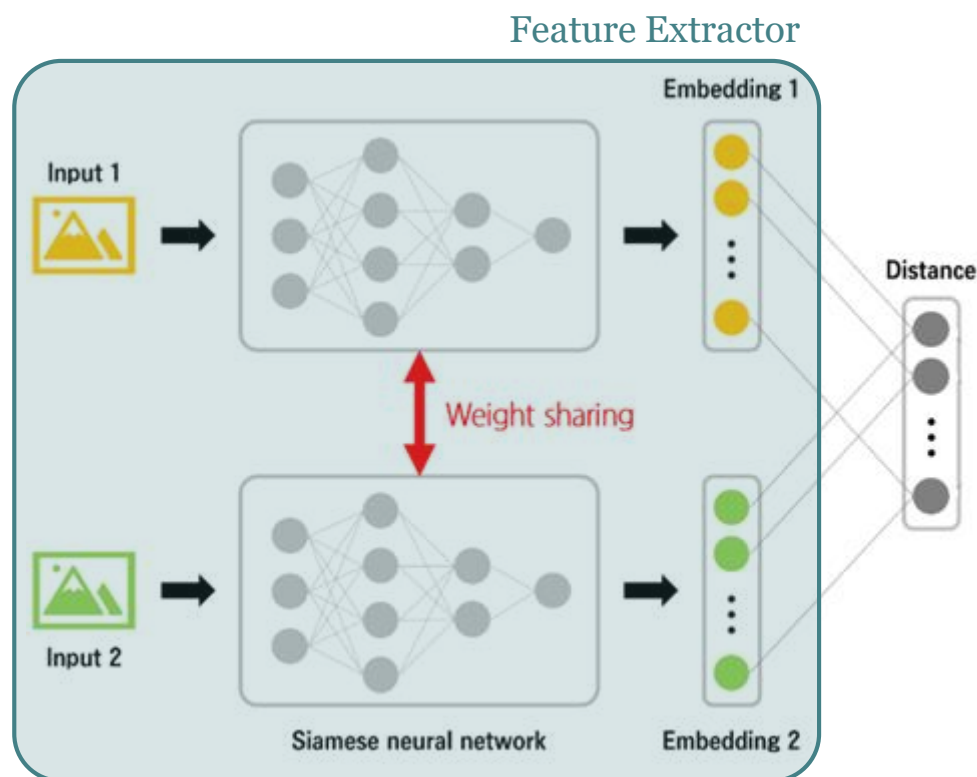 Feature Extractor
Embedding 1
Input 1
Distance
Weight sharing
Input 2
Siamese neural network
Embedding 2